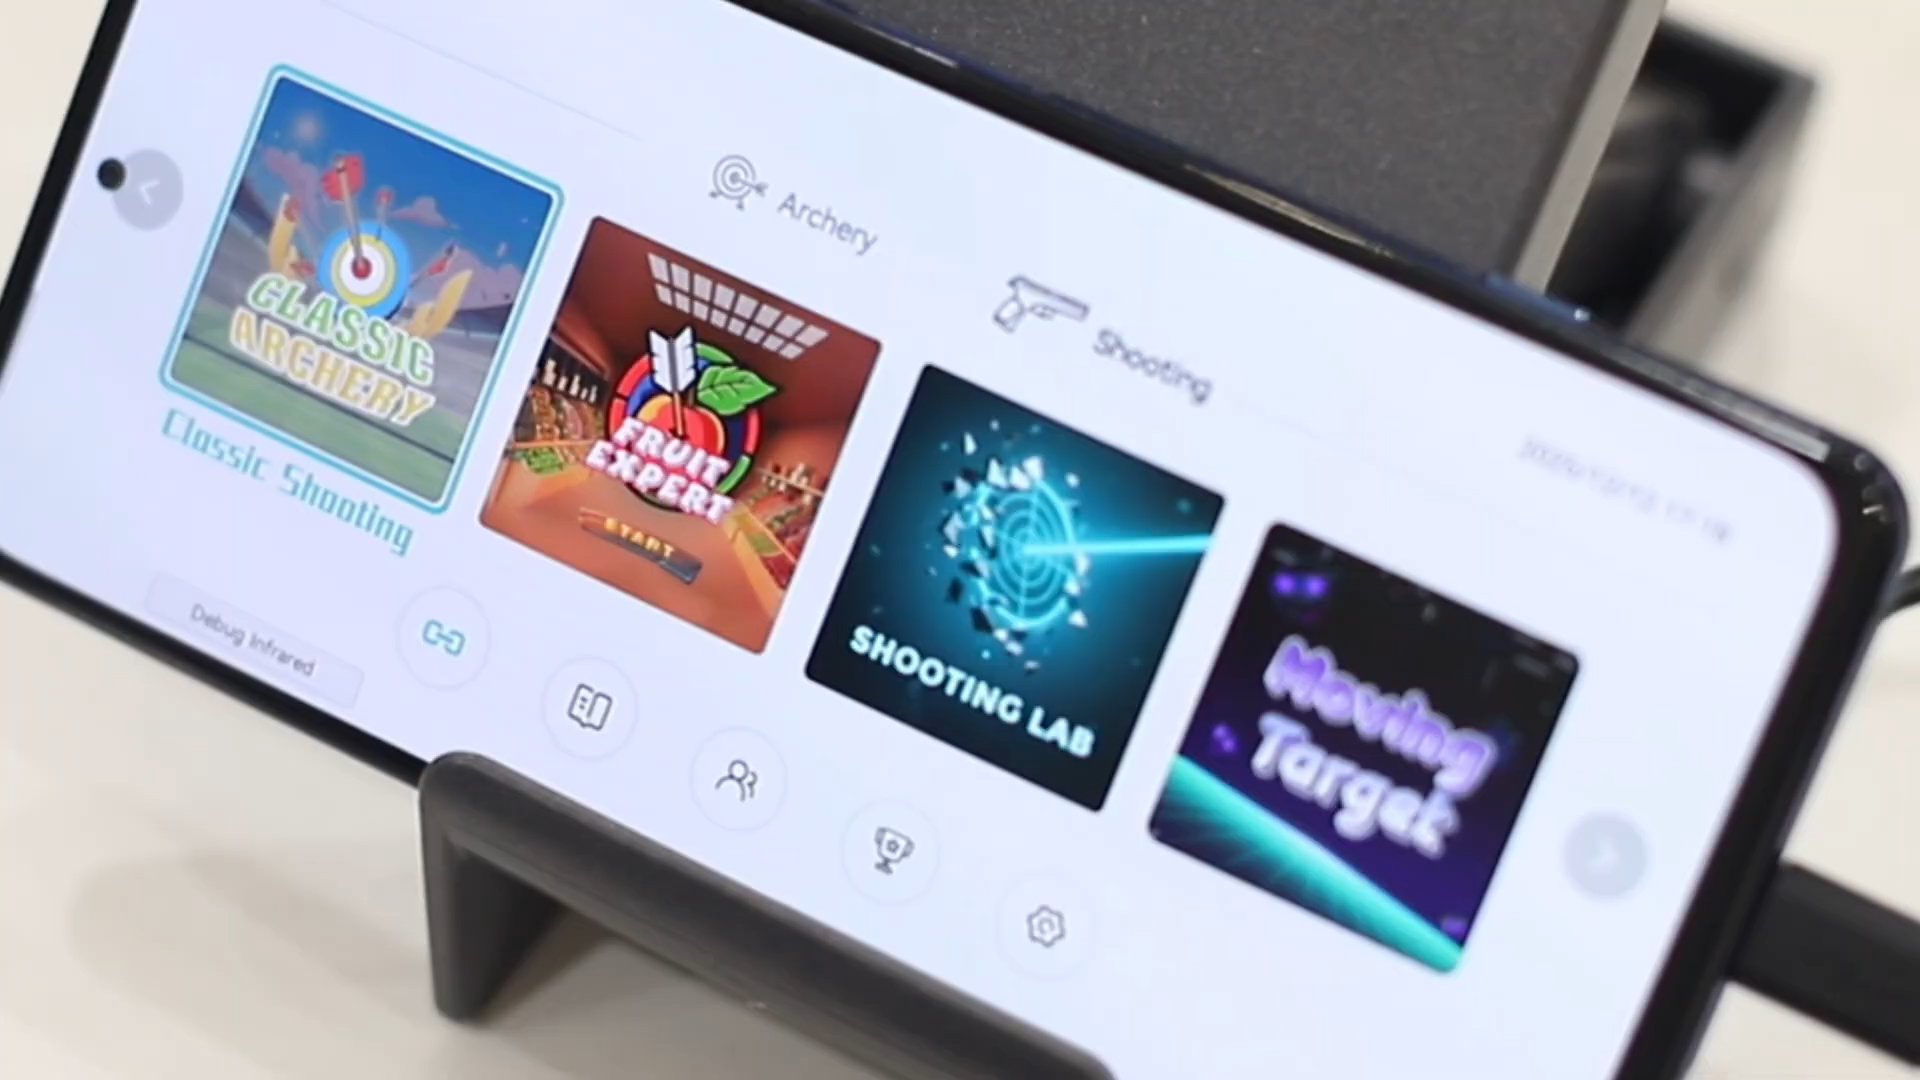 Archery
Shooting
CLASSIC
ARCHERY
Classic Shooting
FRUIT
EXPERT
START
SHOOTING LAB
Moving
Target
Debug Infrared